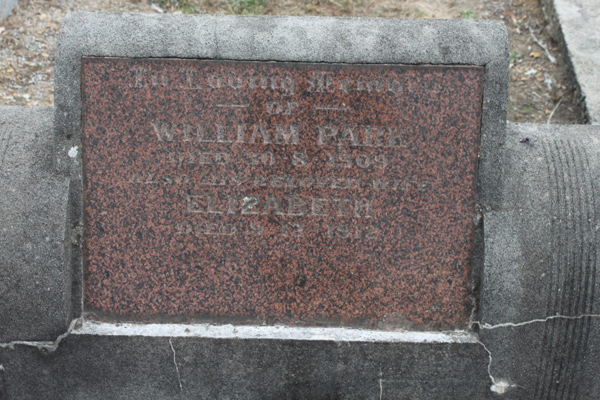 In Loving Memory
OF
WILLIAM PARK
DIED 30. 8. 1909
ALSO HIS BELOVED WIFE
ELIZABETH
DIED